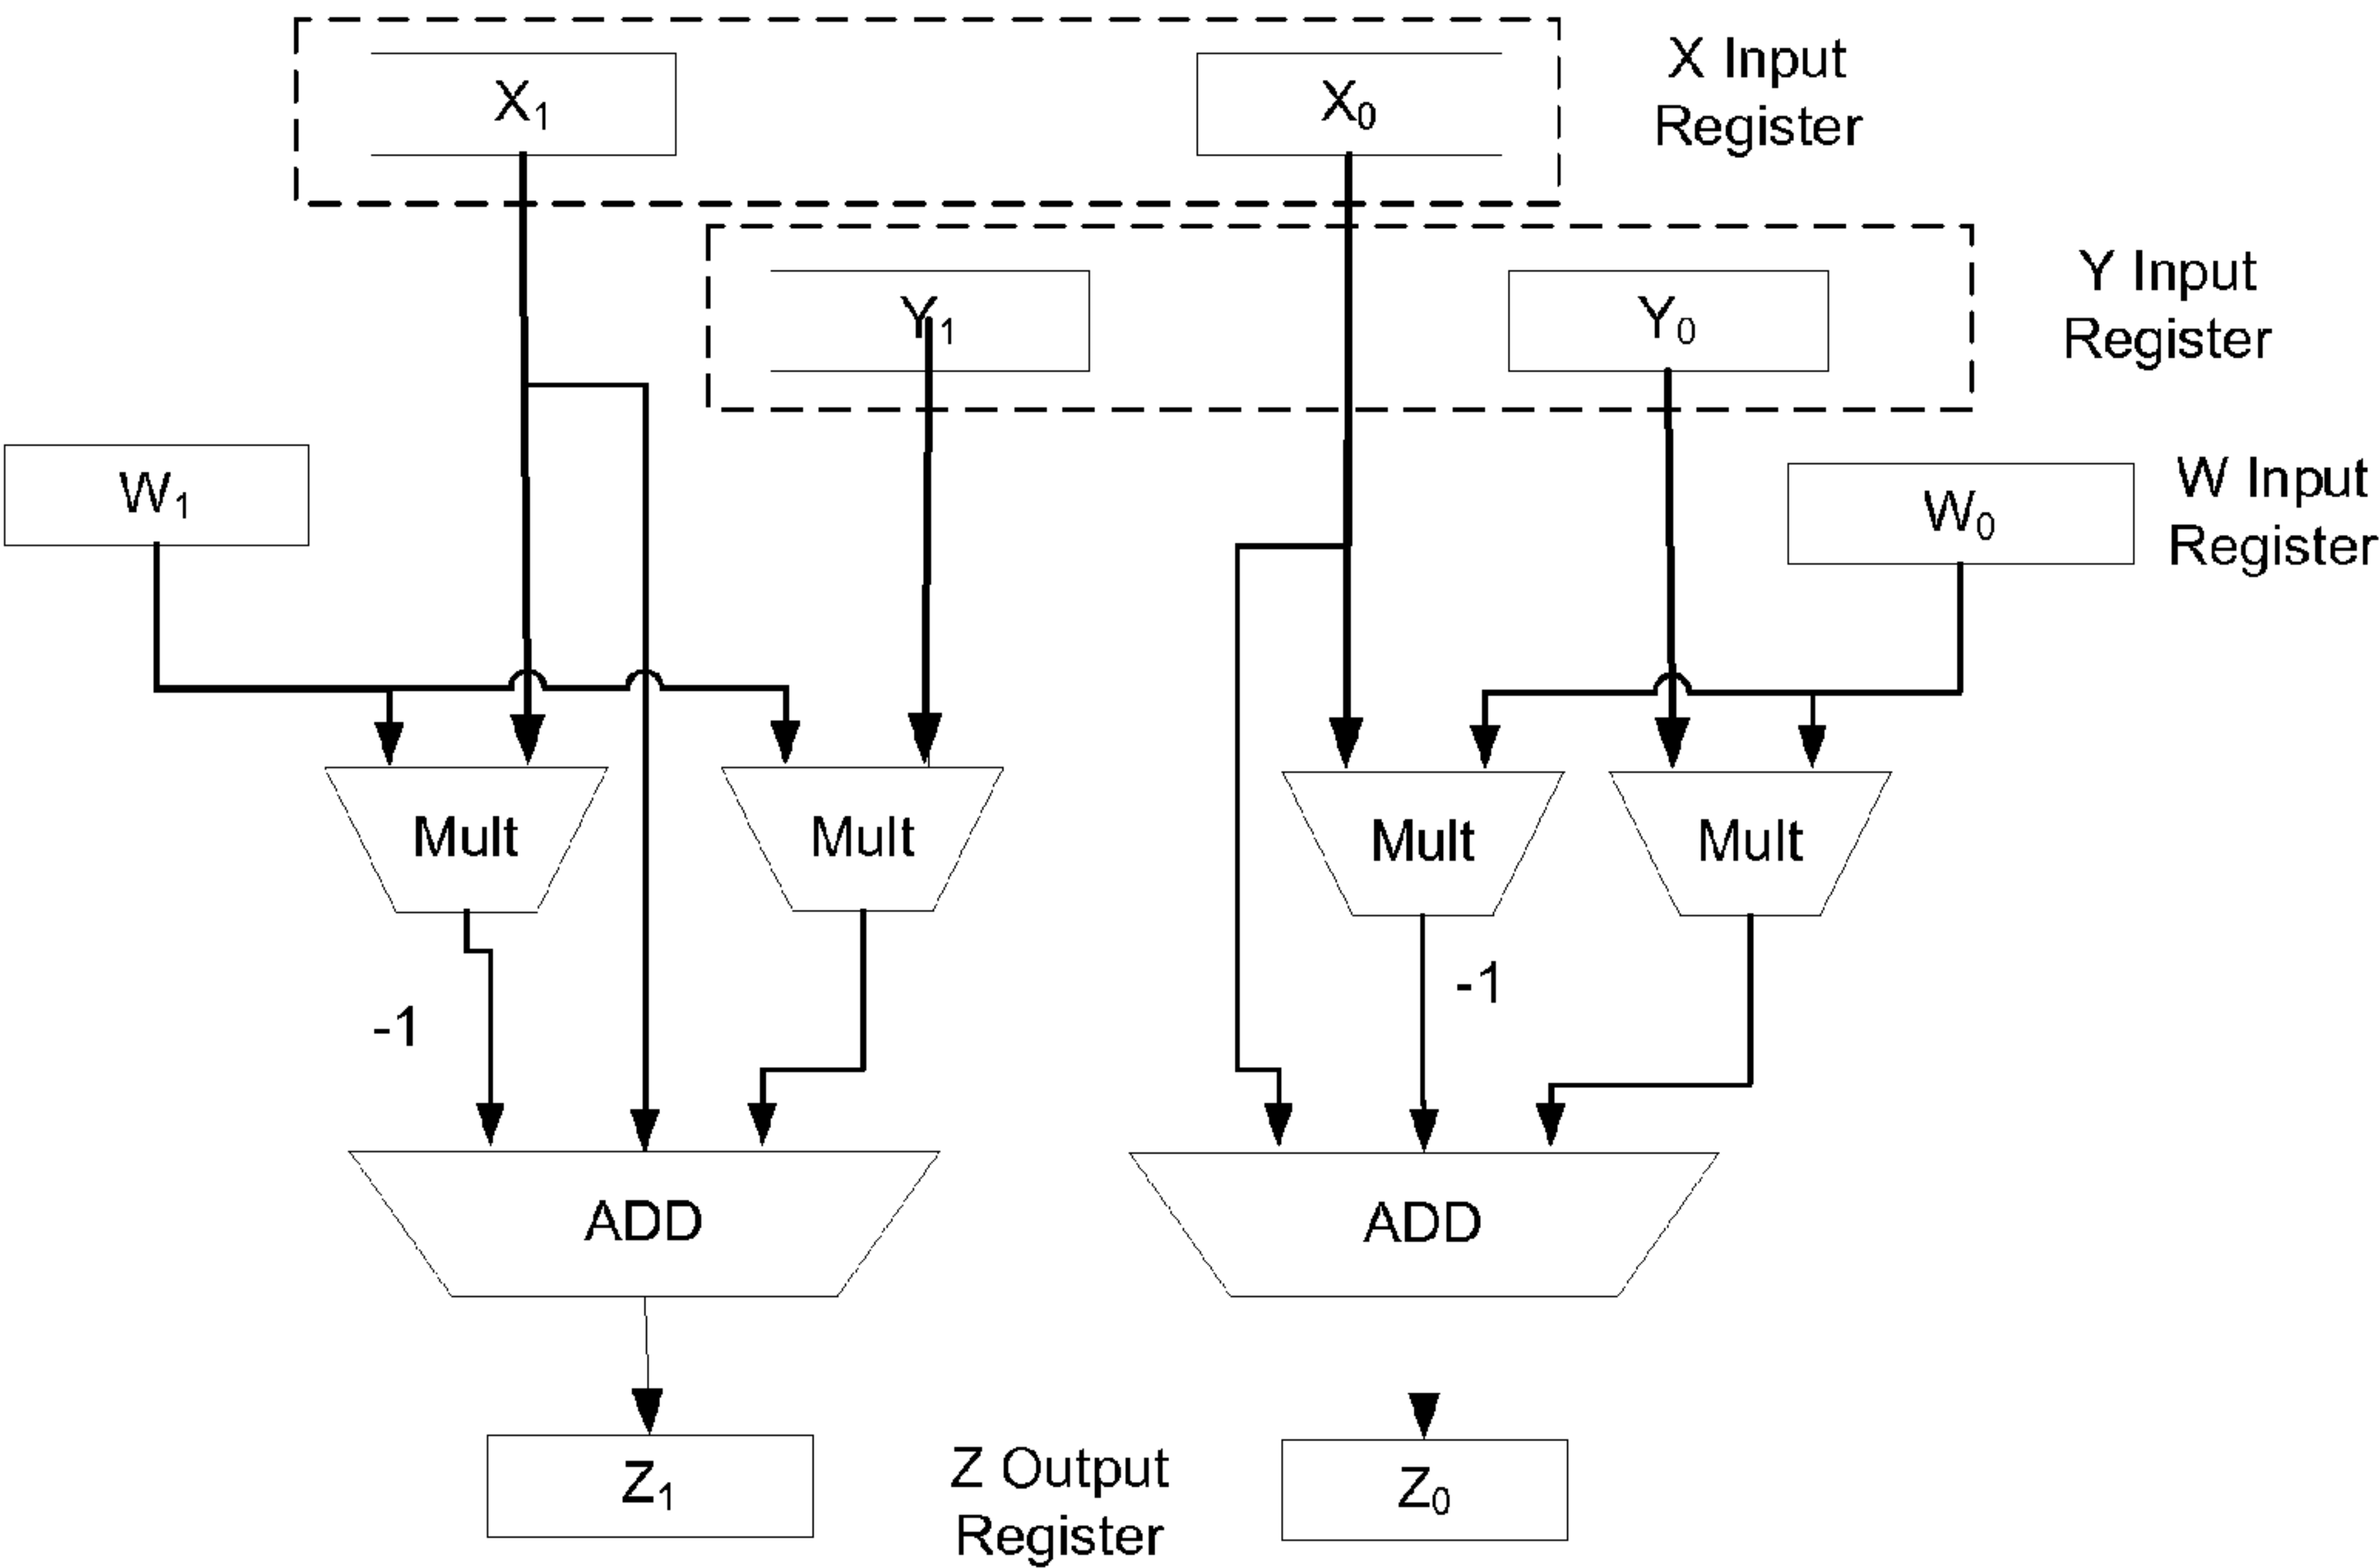 X₁
X₀
X Input
Register
Y₁
Y₀
Y Input
Register
W₁
W₀
W Input
Register
Mult
Mult
Mult
Mult
-1
-1
ADD
ADD
Z₁
Z Output
Register
Z₀